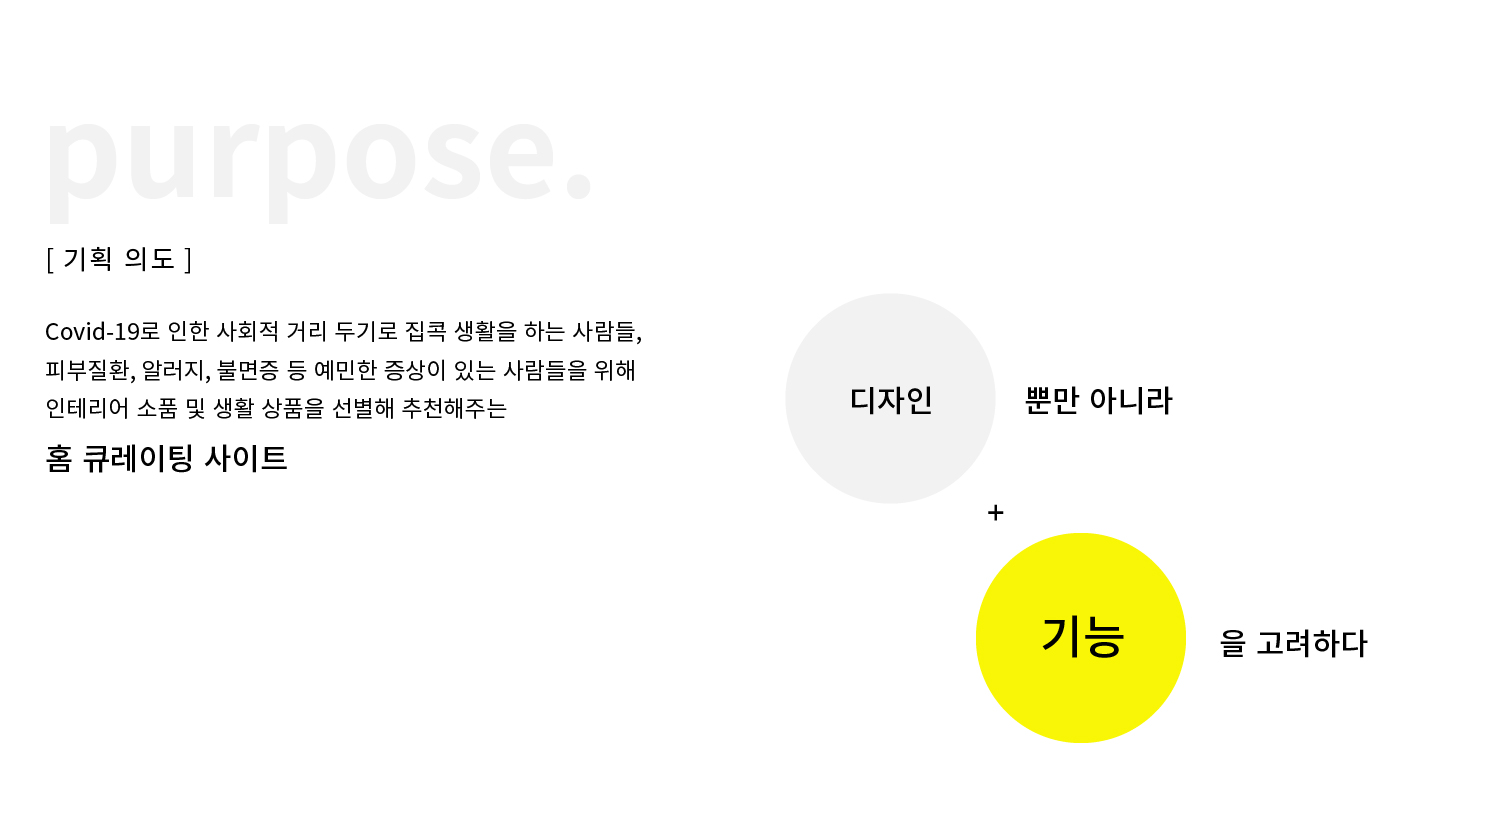 purpose.
[ 기획 의도 ]
Covid-19로 인한 사회적 거리 두기로 집콕 생활을 하는 사람들,
피부질환, 알러지, 불면증 등 예민한 증상이 있는 사람들을 위해
인테리어 소품 및 생활 상품을 선별해 추천해주는
홈 큐레이팅 사이트
디자인 뿐만 아니라
+
기능 을 고려하다